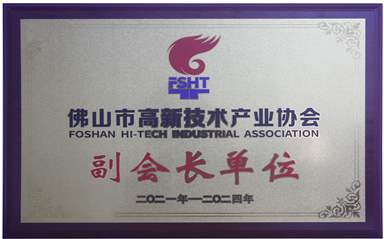 FSHT
佛山市高新技术产业协会
FOSHAN HI-TECH INDUSTRIAL ASSOCIATION
副会长单位
二〇二一年—二〇二四年